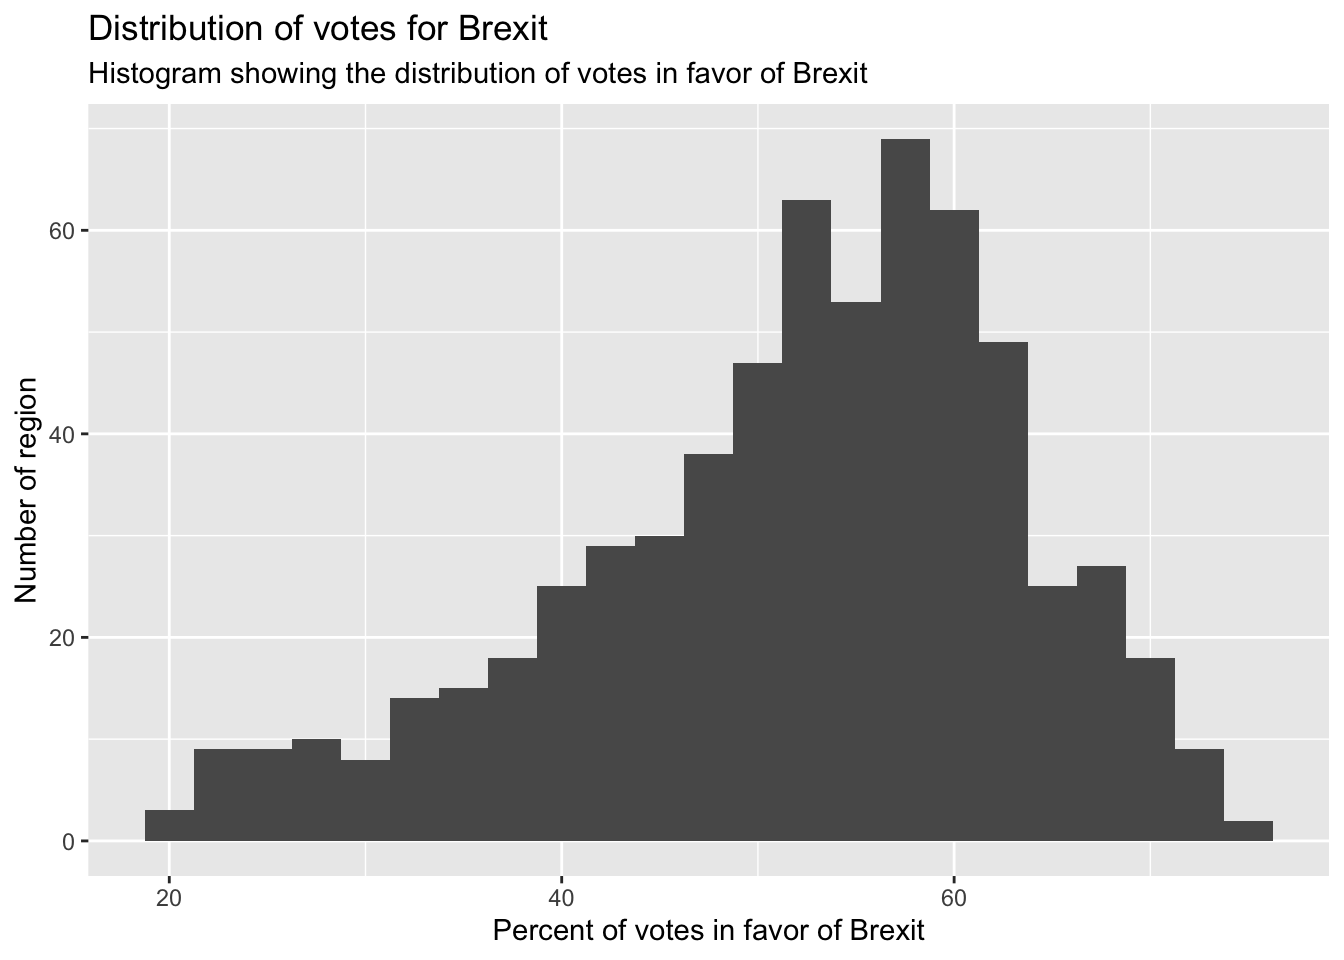 Distribution of votes for Brexit
Histogram showing the distribution of votes in favor of Brexit
Number of region
60
40
20
0
20
40
60
Percent of votes in favor of Brexit